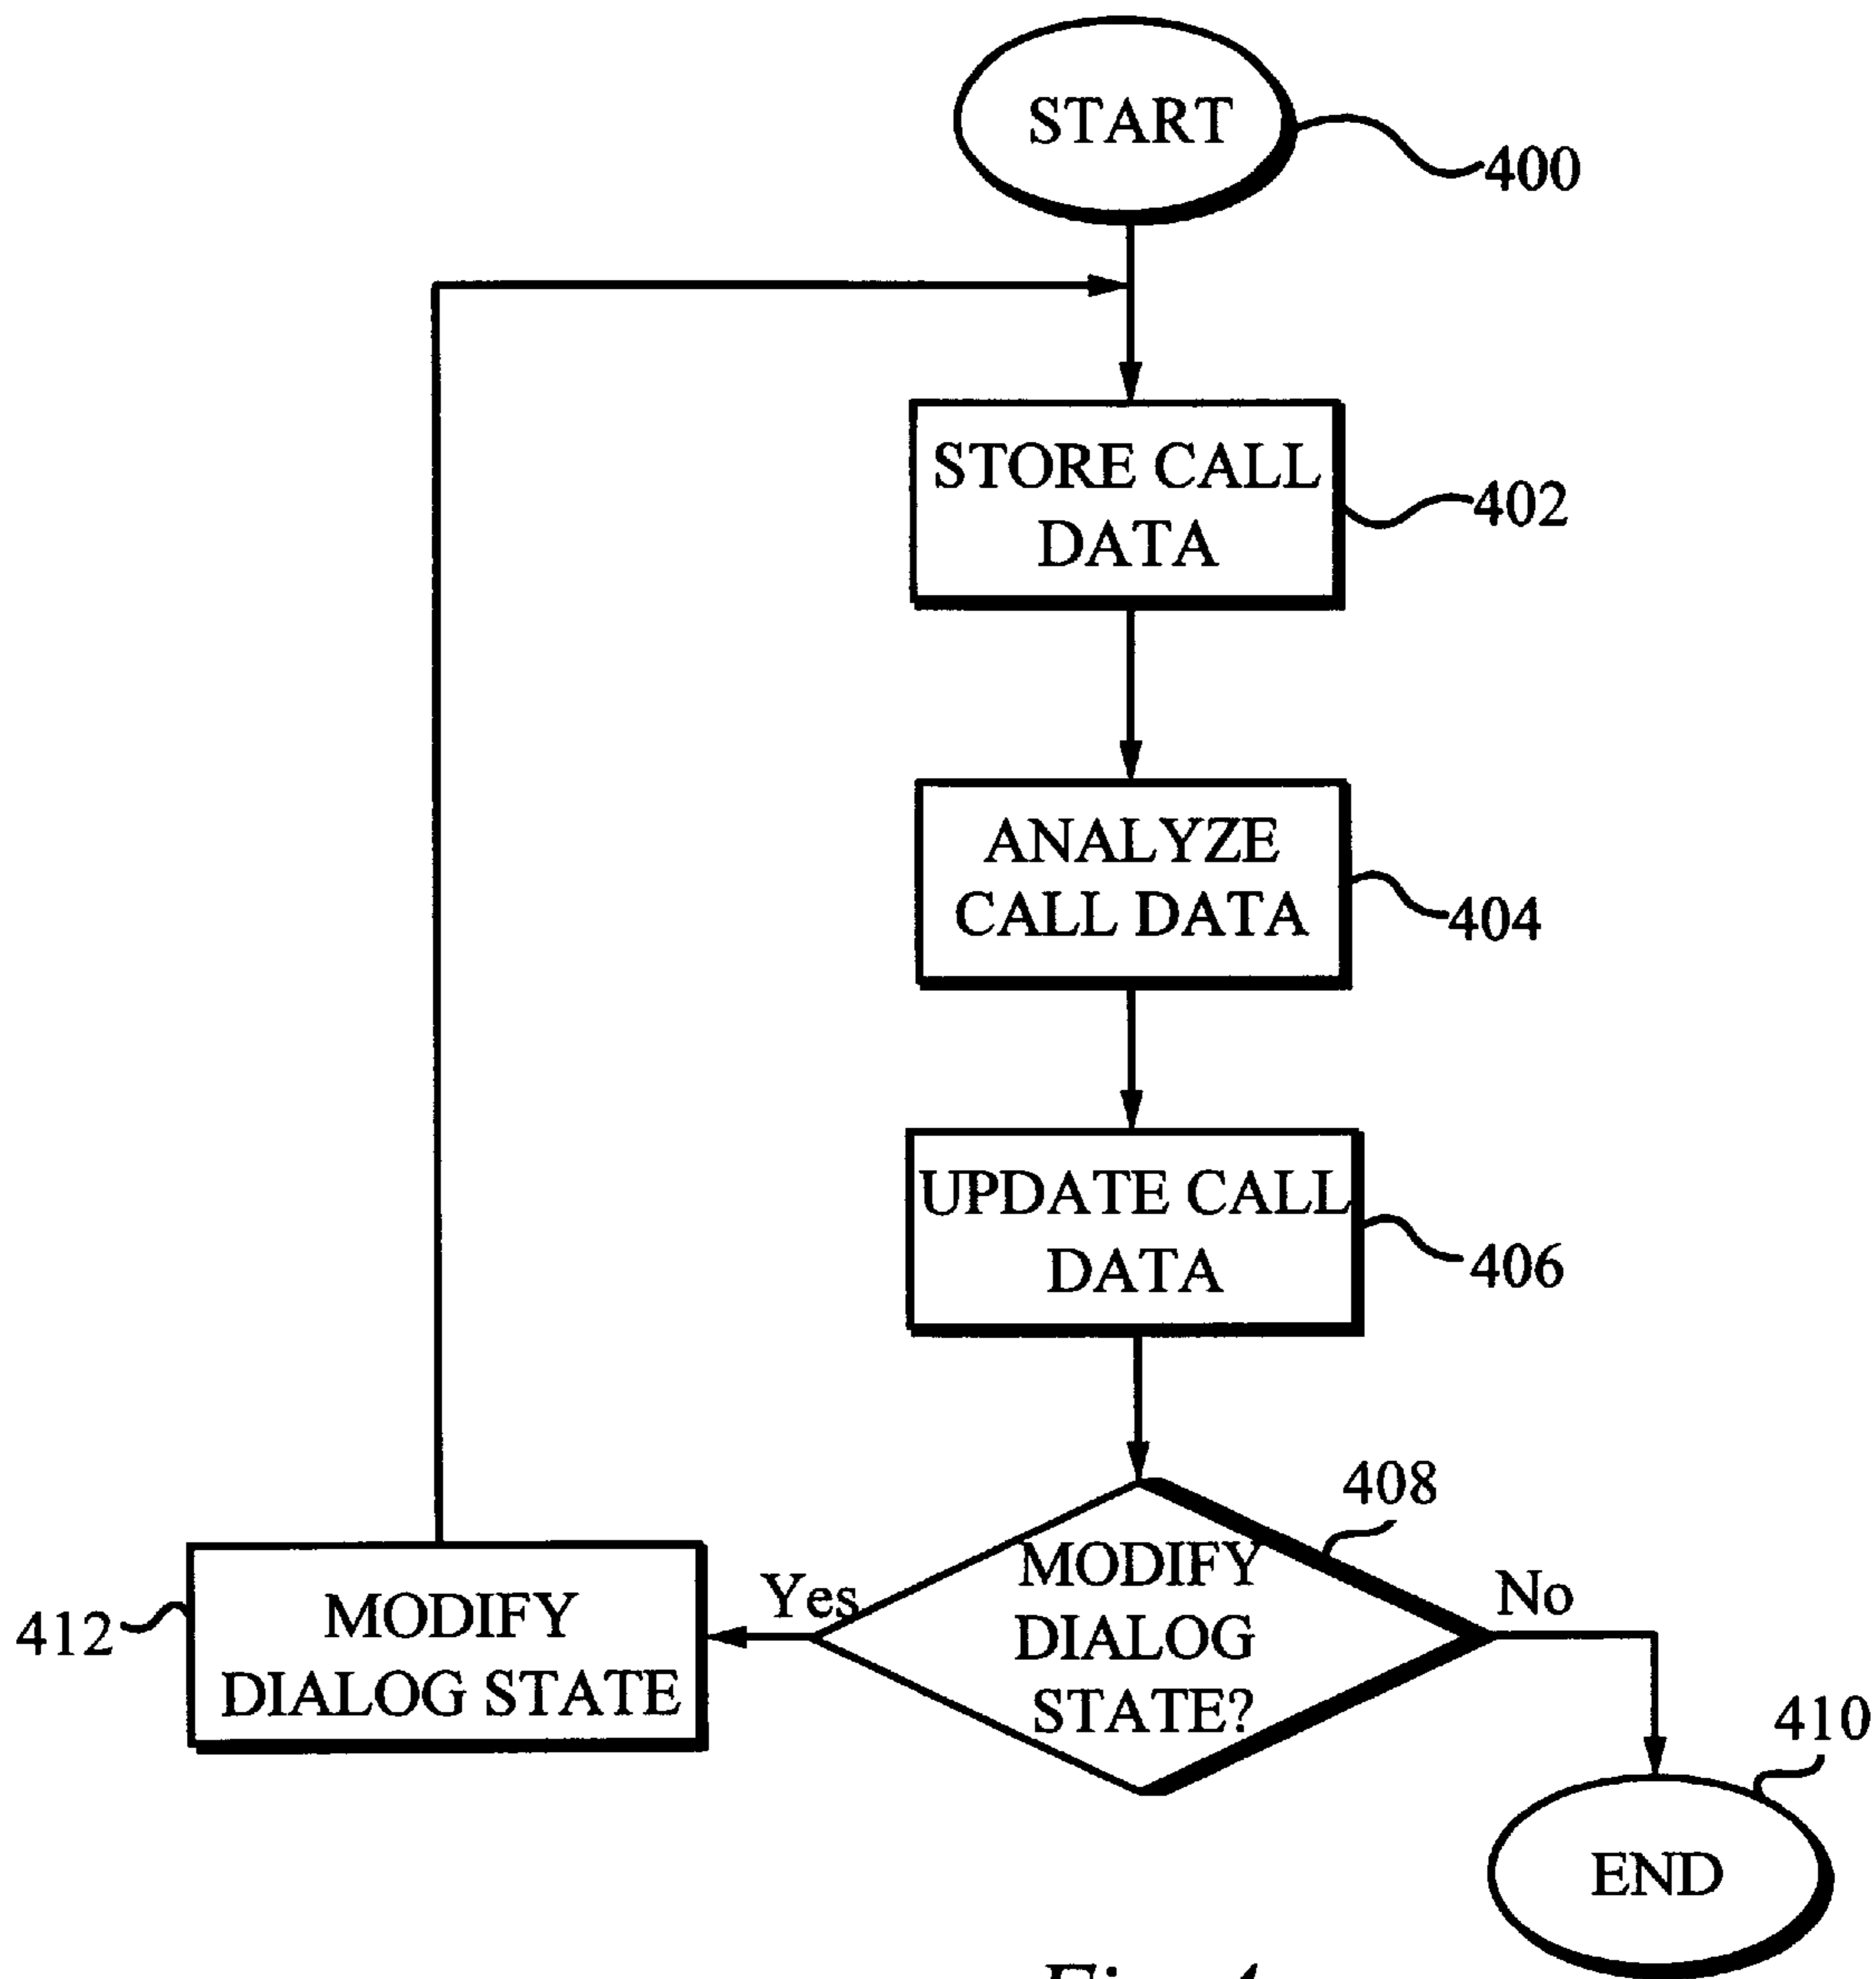 START
400
STORE CALL
DATA
402
ANALYZE
CALL DATA
404
UPDATE CALL
DATA
406
408
MODIFY
DIALOG
STATE?
Yes
No
412
MODIFY
DIALOG STATE
410
END